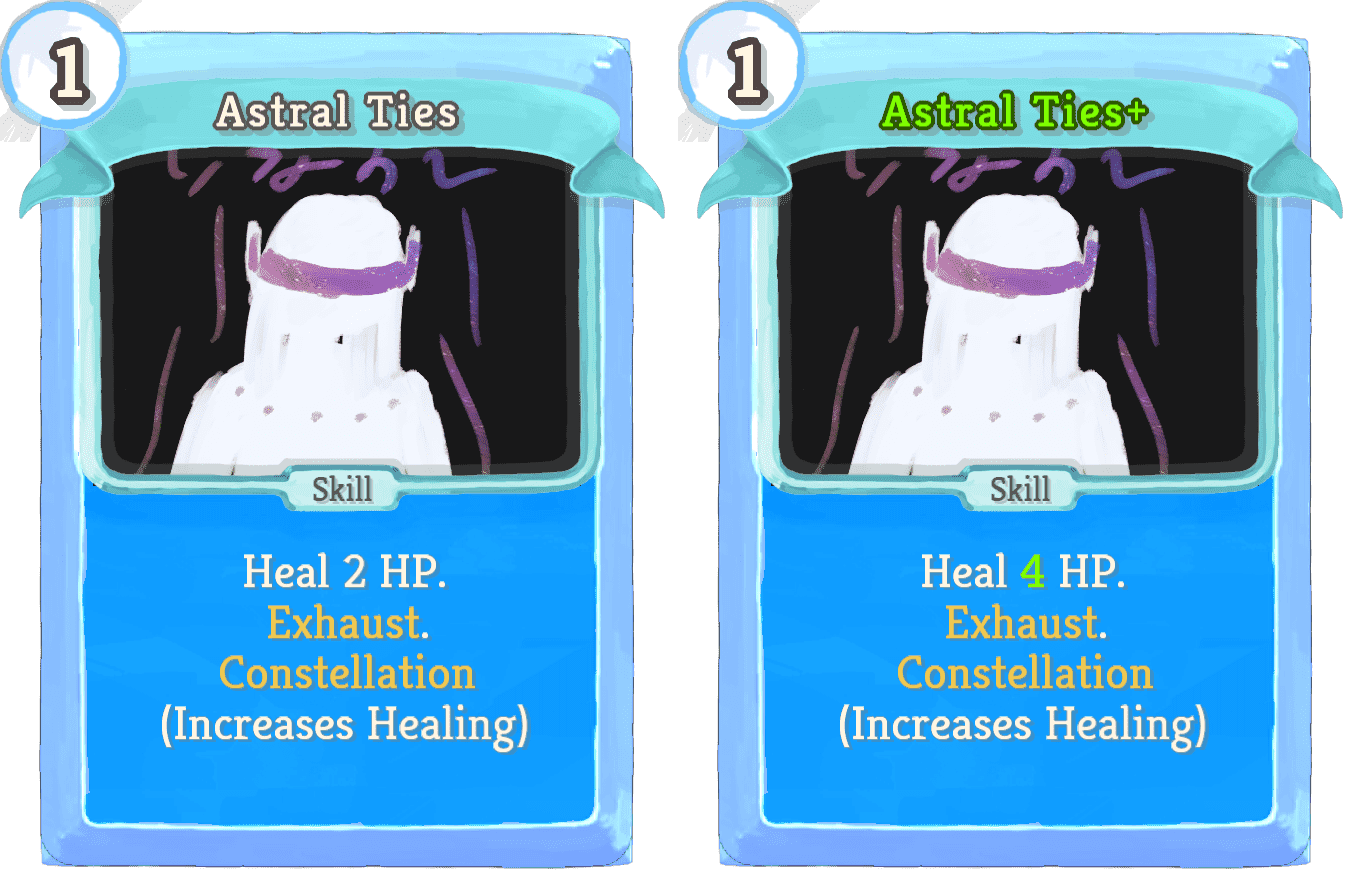 1
Astral Ties
Skill
Heal 2 HP.
Exhaust.
Constellation
(Increases Healing)
1
Astral Ties+
Skill
Heal 4 HP.
Exhaust.
Constellation
(Increases Healing)